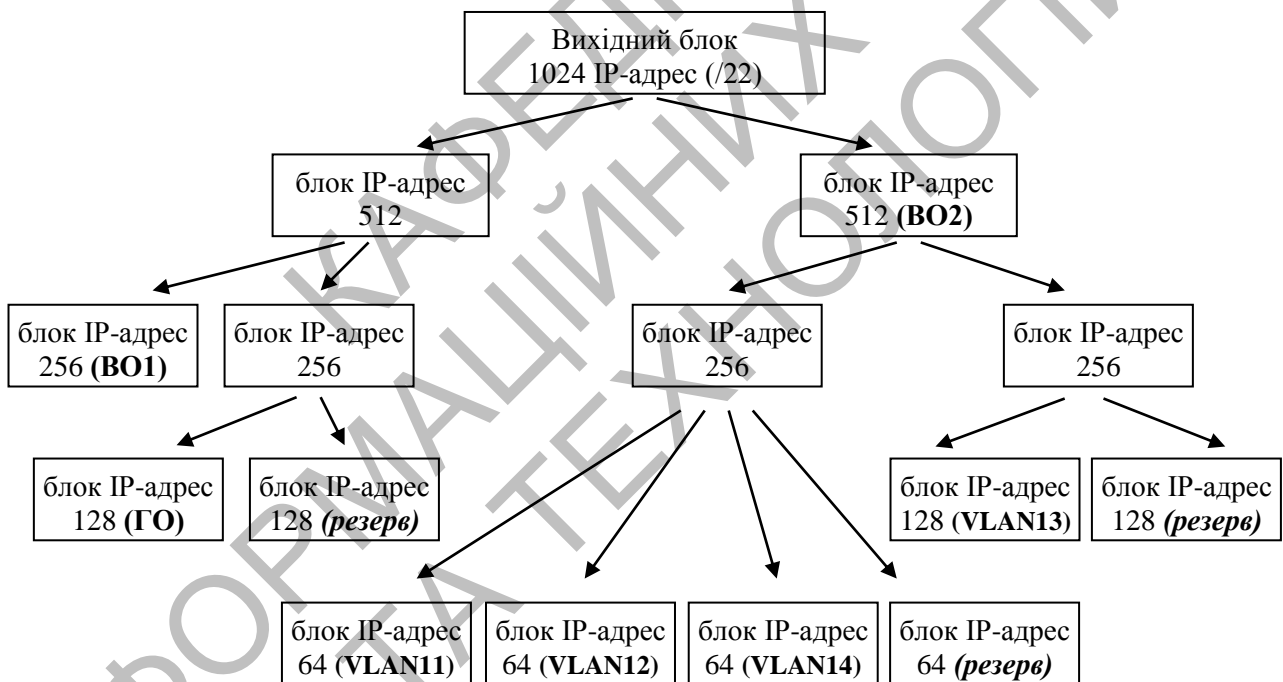 Вихідний блок
1024 IP-адрес (/22)
блок IP-адрес
512
блок IP-адрес
512 (ВО2)
блок IP-адрес
256 (ВО1)
блок IP-адрес
256
блок IP-адрес
256
блок IP-адрес
256
блок IP-адрес
128 (ГО)
блок IP-адрес
128 (резерв)
блок IP-адрес
128 (VLAN13)
блок IP-адрес
128 (резерв)
блок IP-адрес
64 (VLAN11)
блок IP-адрес
64 (VLAN12)
блок IP-адрес
64 (VLAN14)
блок IP-адрес
64 (резерв)